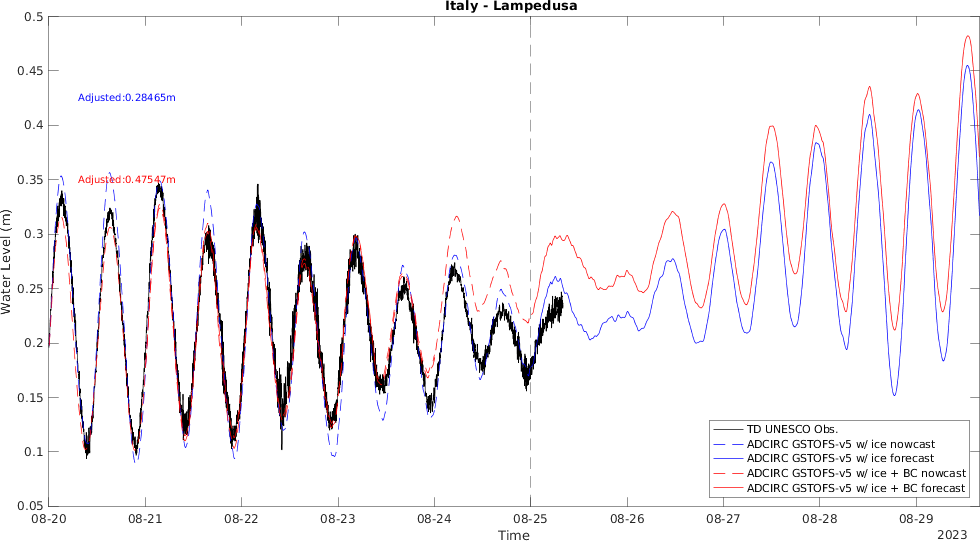 Italy - Lampedusa
0.5
0.45
0.4
0.35
0.3
0.25
0.2
0.15
0.1
0.05
Water Level (m)
Adjusted:0.28465m
Adjusted:0.47547m
TD UNESCO Obs.
ADCIRC GSTOFS-v5 w/ ice nowcast
ADCIRC GSTOFS-v5 w/ ice forecast
ADCIRC GSTOFS-v5 w/ ice + BC nowcast
ADCIRC GSTOFS-v5 w/ ice + BC forecast
08-20 08-21 08-22 08-23 08-24 08-25 08-26 08-27 08-28 08-29
Time
2023